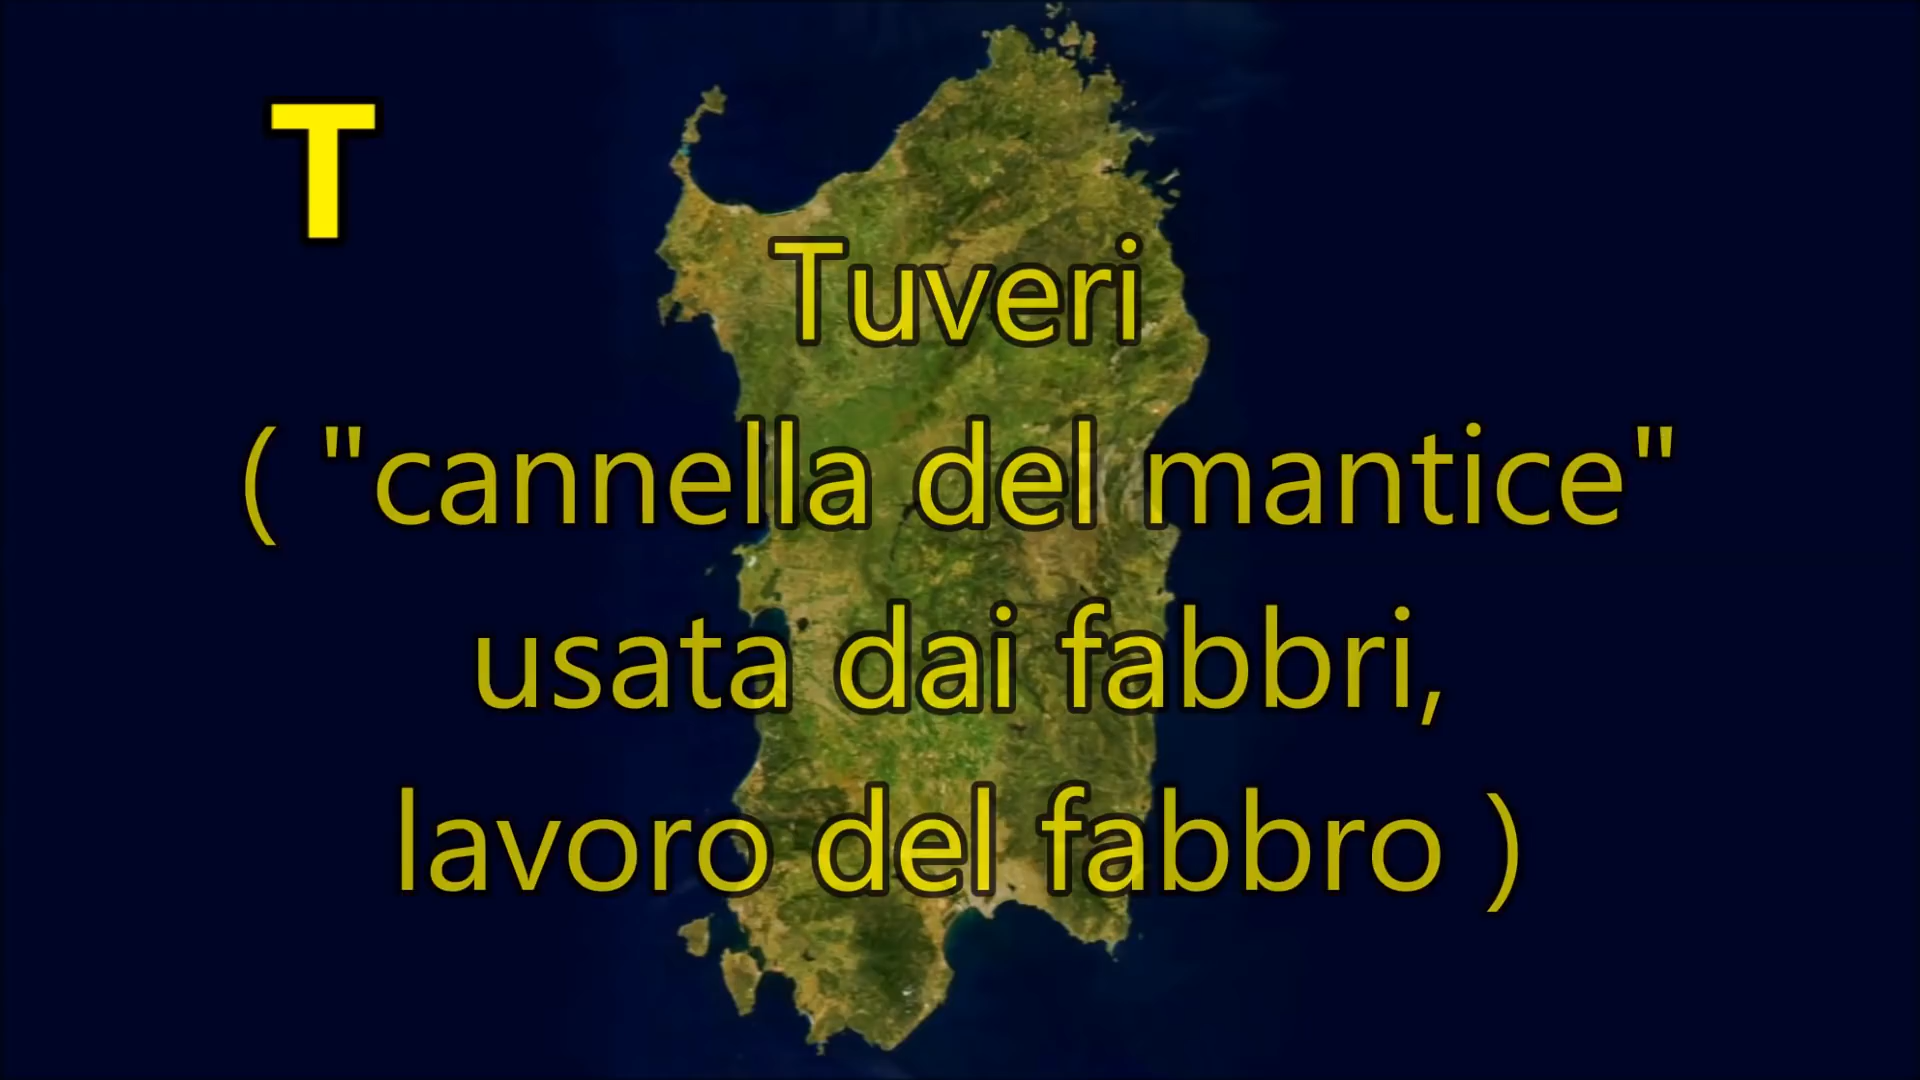 T
Tuveri
( "cannella del mantice"
usata dai fabbri,
lavoro del fabbro )